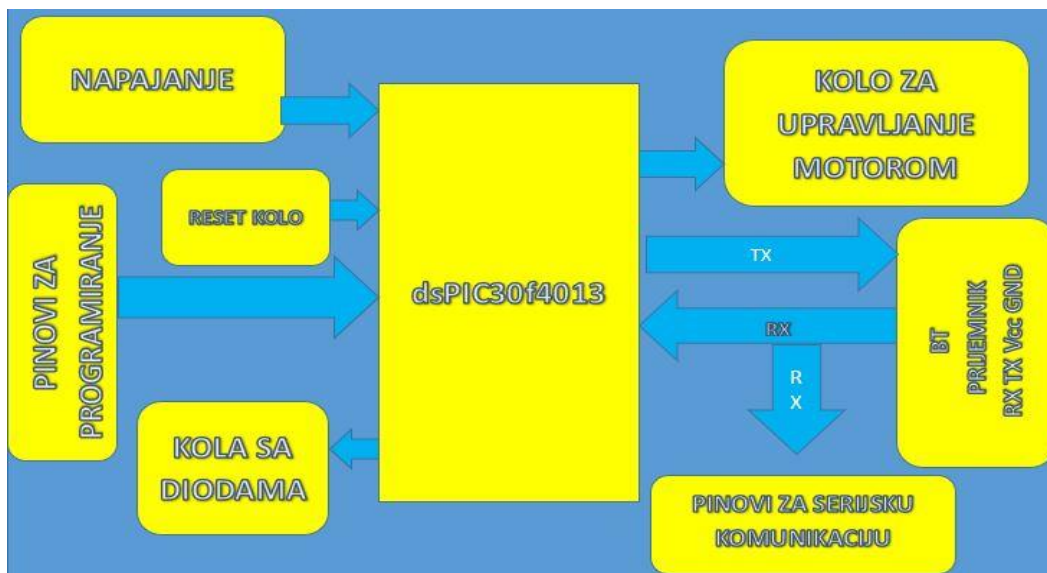 NAPAJANJE
RESET KOLO
PINOVI ZA
PROGRAMIRANJE
KOLA SA
DIODAMA
dsPIC30f4013
KOLO ZA
UPRAVLJANJE
MOTOROM
TX
RX
R
X
BT
PRIJEMNIK
RX TX Vcc GND
PINOVI ZA SERIJSKU
KOMUNIKACIJU